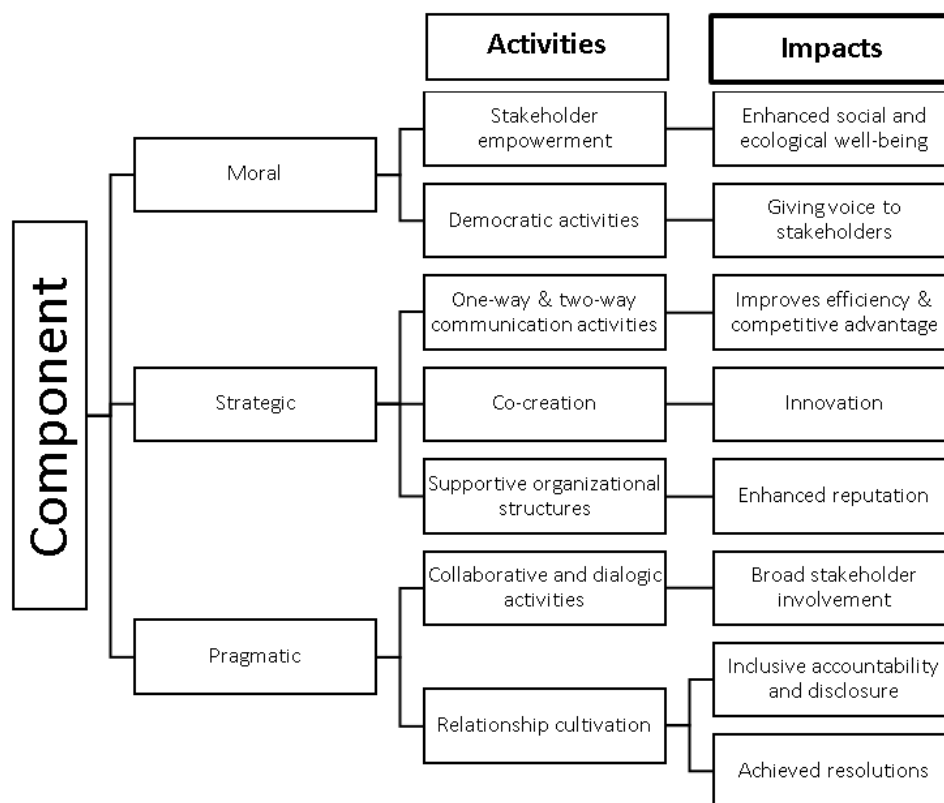 Activities
Impacts
Component
Moral
Stakeholder
empowerment
Enhanced social and
ecological well-being
Democratic activities
Giving voice to
stakeholders
Strategic
One-way & two-way
communication activities
Improves efficiency &
competitive advantage
Co-creation
Innovation
Supportive organizational
structures
Enhanced reputation
Pragmatic
Collaborative and dialogic
activities
Broad stakeholder
involvement
Relationship cultivation
Inclusive accountability
and disclosure
Achieved resolutions